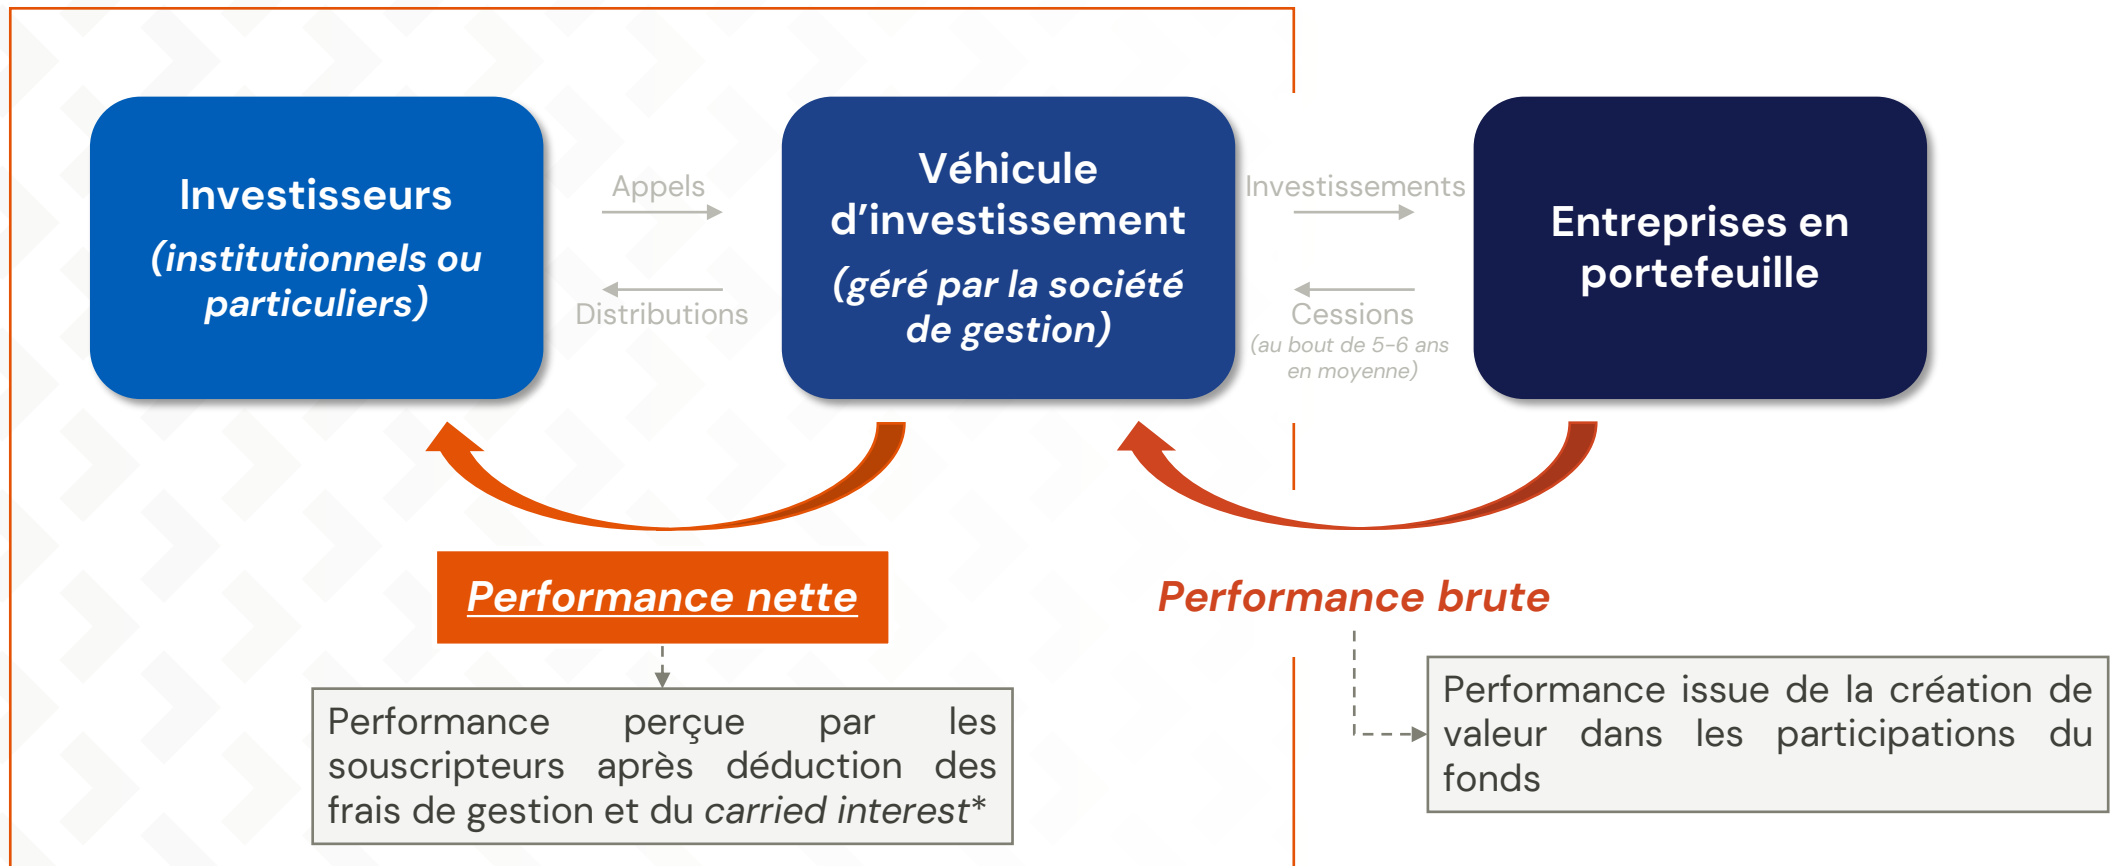 Investisseurs
(institutionnels ou
particuliers)
Appels
Distributions
Véhicule
d’investissement
(géré par la société
de gestion)
Investissements
Cessions
(au bout de 5-6 ans
en moyenne)
Entreprises en
portefeuille
Performance nette
Performance perçue par les
souscripteurs après déduction des
frais de gestion et du carried interest*
Performance brute
Performance issue de la création de
valeur dans les participations du
fonds